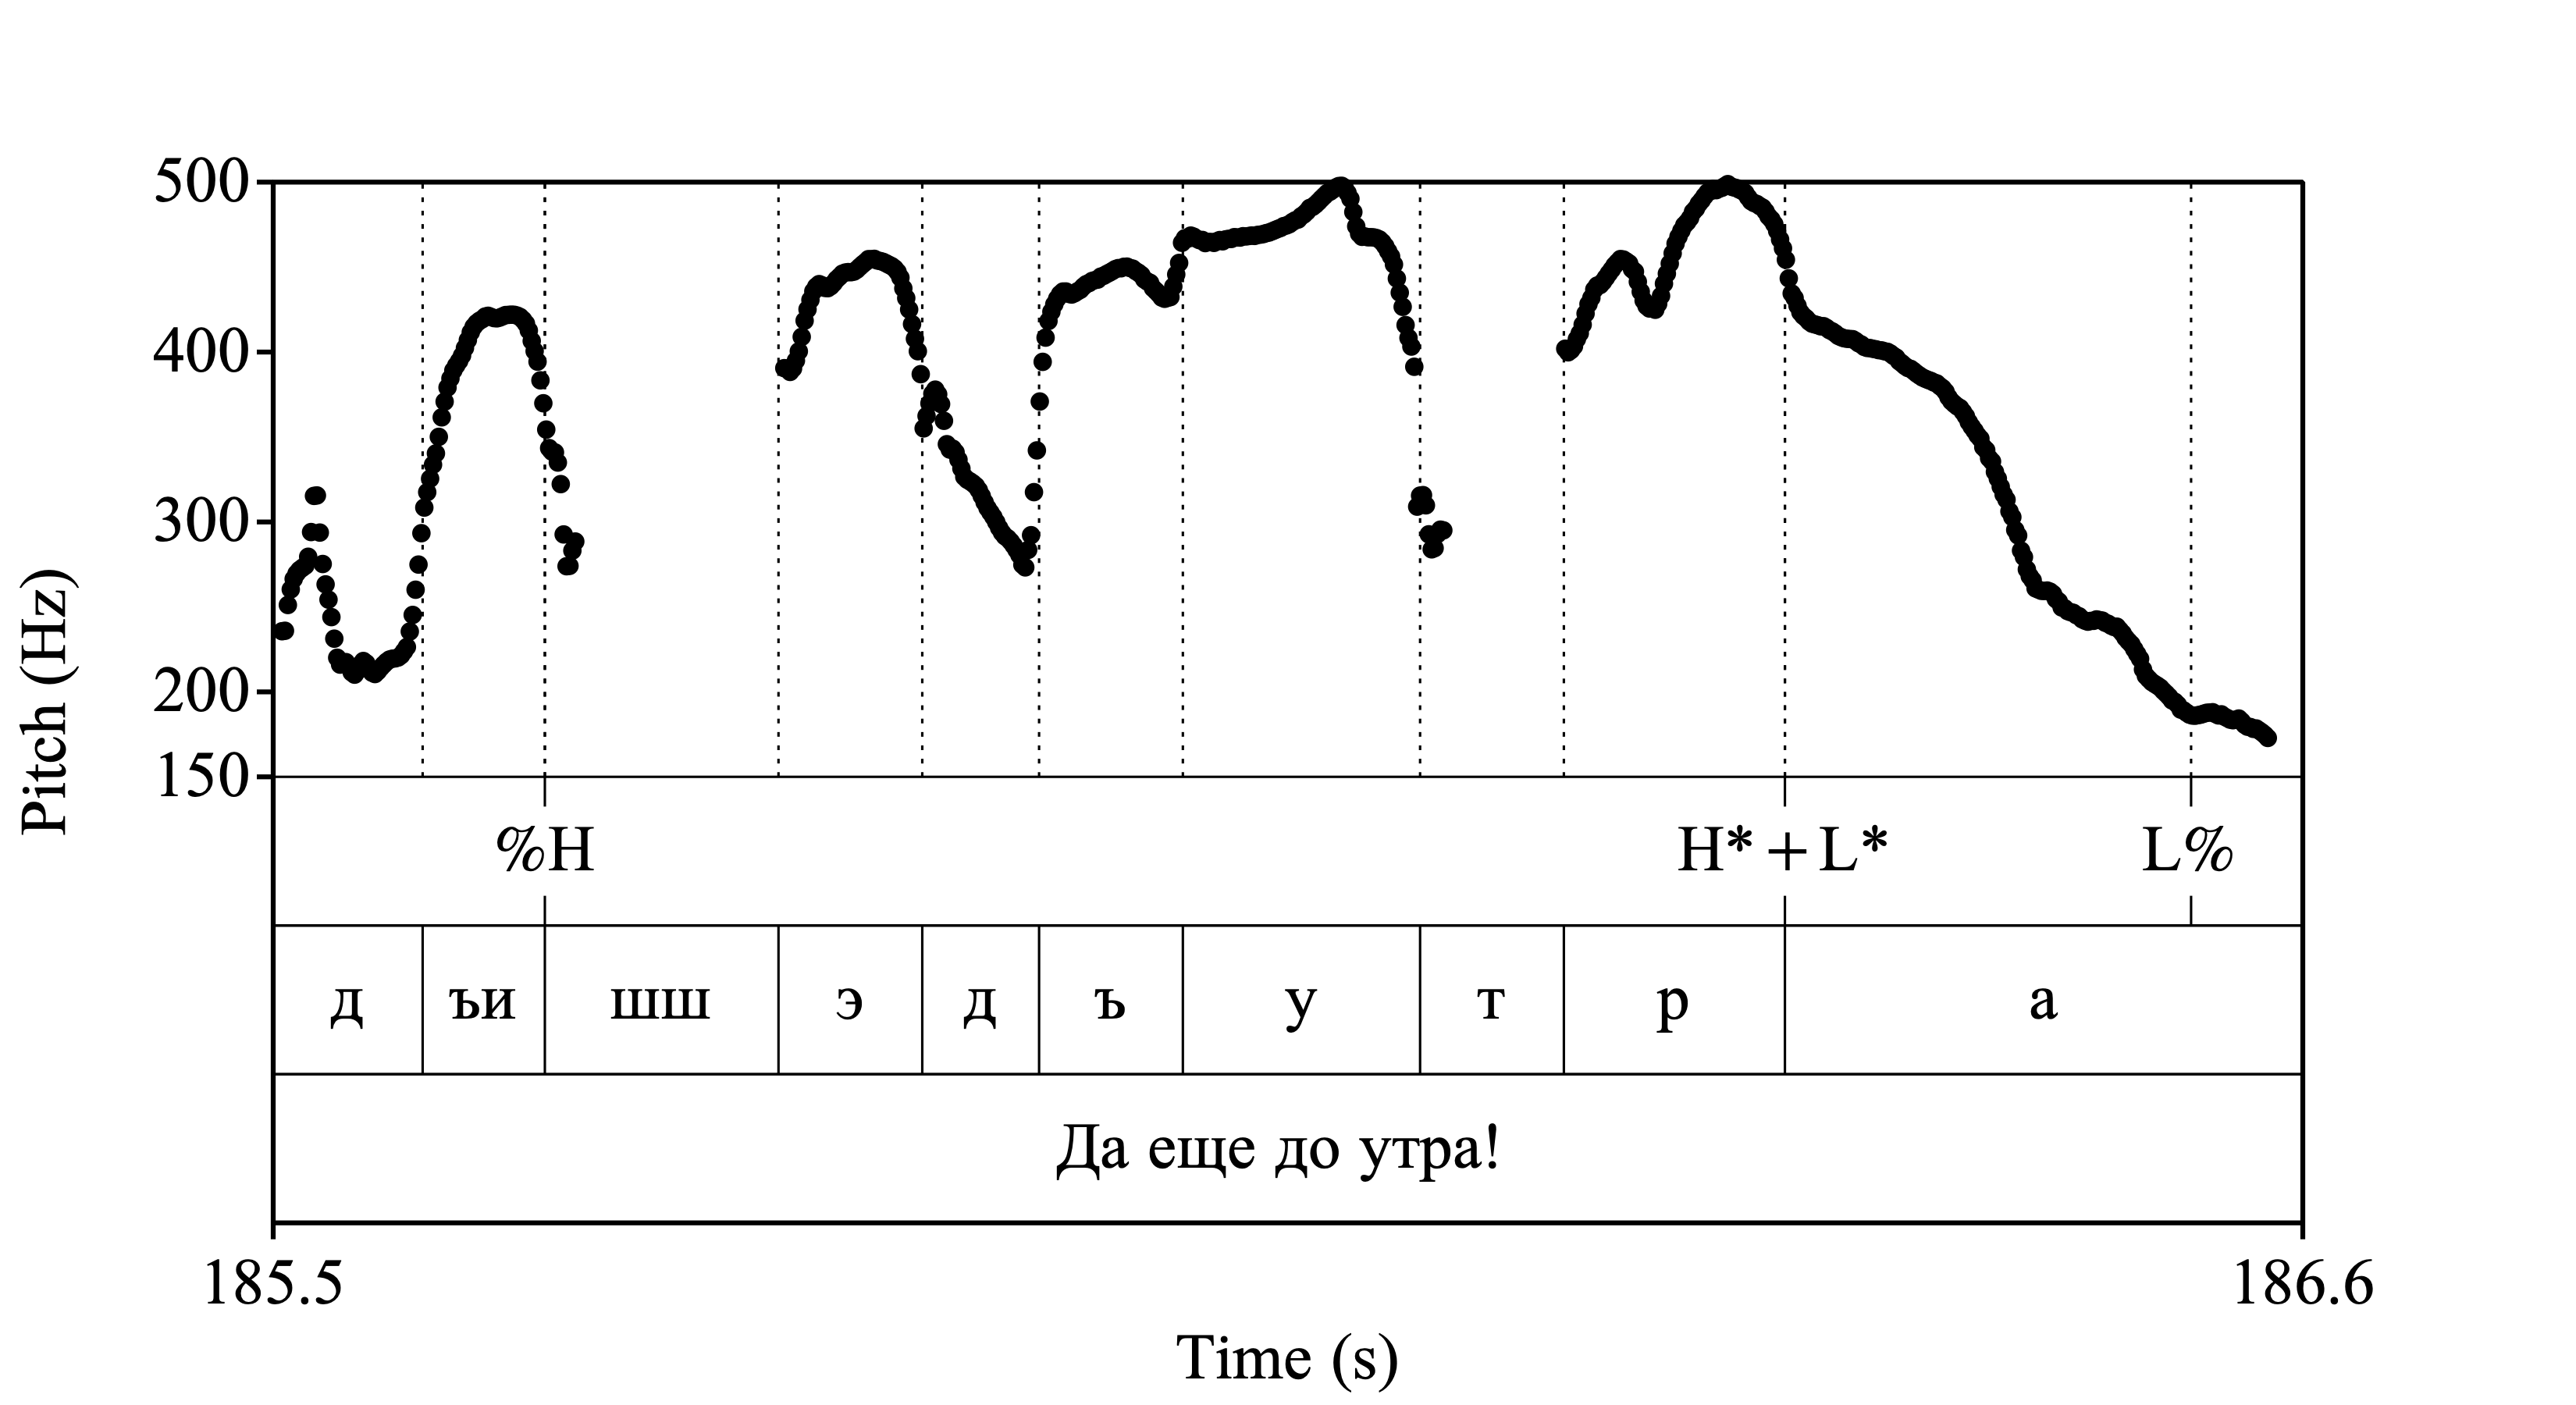 500
400
300
200
150
Pitch (Hz)
%H H*+L* L%
д ъи шш э д ъ у т р а
Да еще до утра!
185.5 186.6
Time (s)